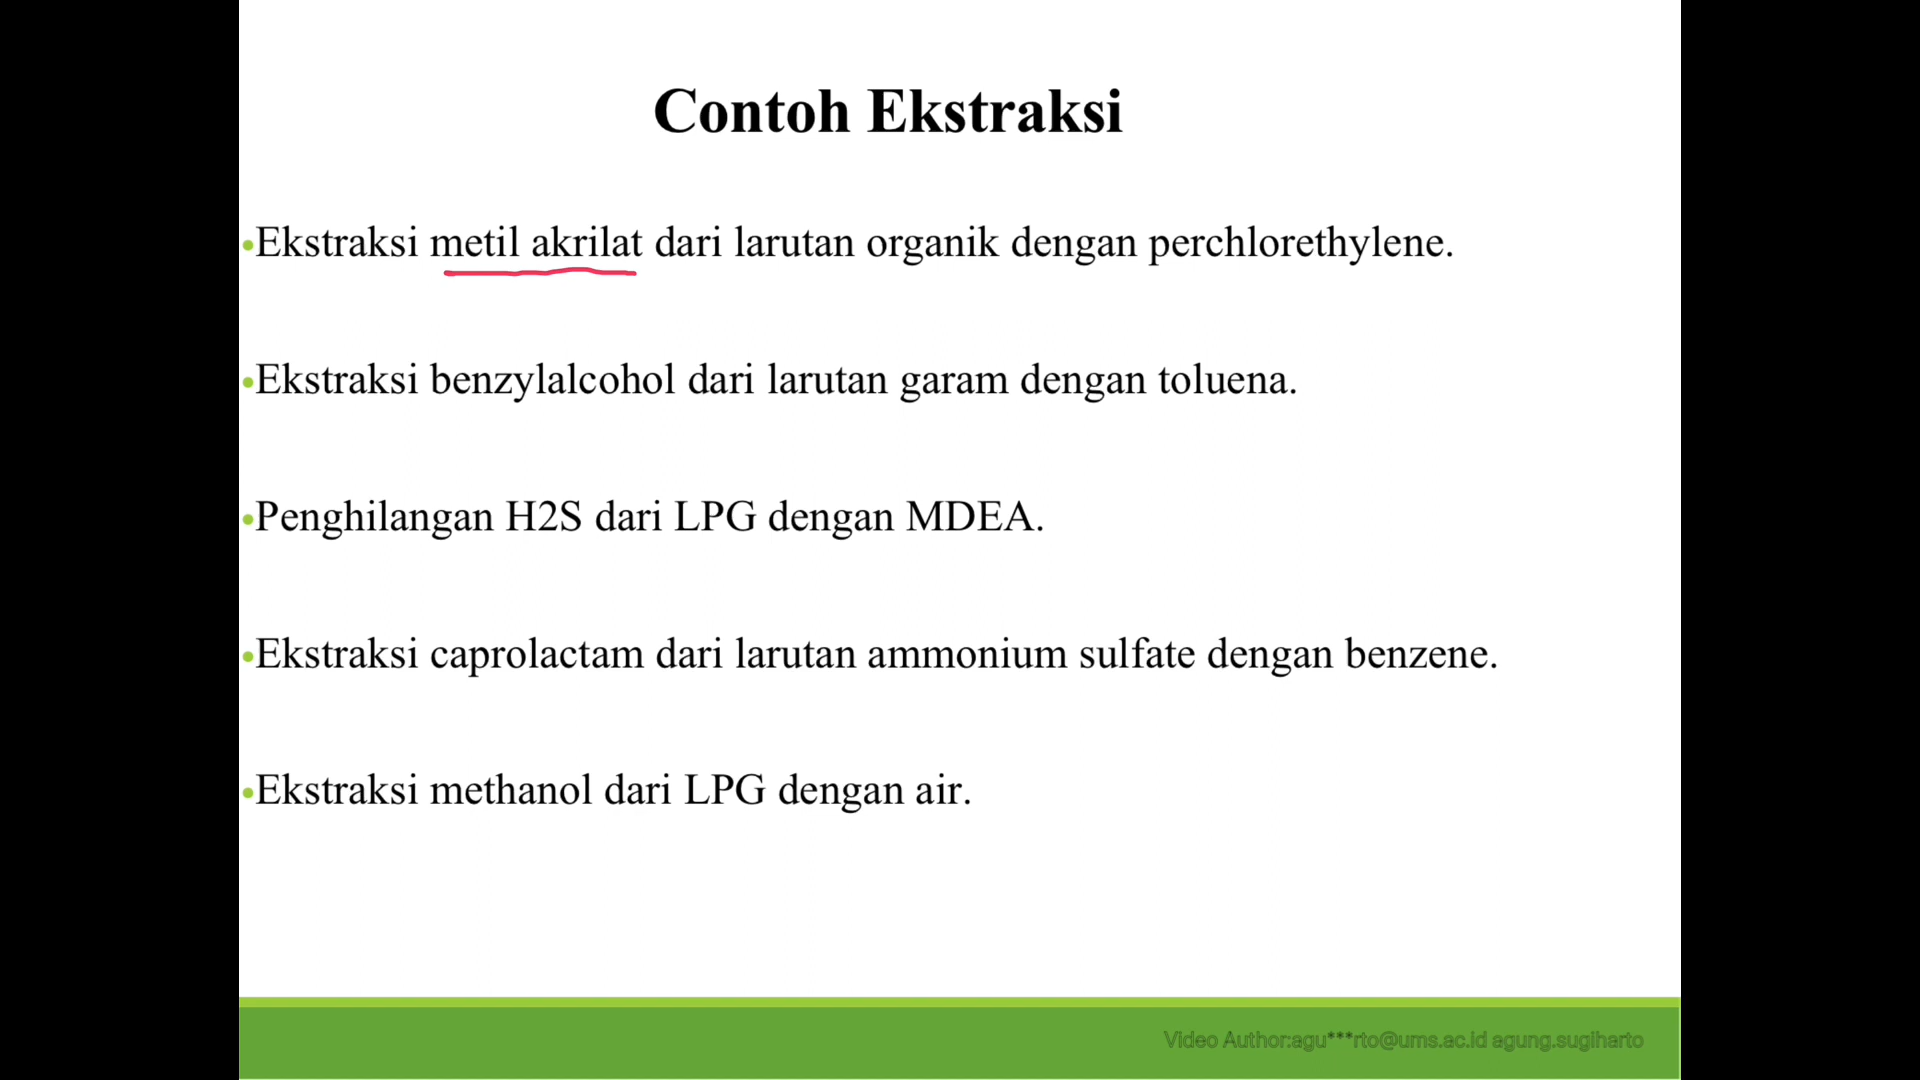 Contoh Ekstraksi
•Ekstraksi metil akrilat dari larutan organik dengan perchlorethylene.
•Ekstraksi benzylalcohol dari larutan garam dengan toluena.
•Penghilangan H2S dari LPG dengan MDEA.
•Ekstraksi caprolactam dari larutan ammonium sulfate dengan benzene.
•Ekstraksi methanol dari LPG dengan air.
Video Author:agu***rto@ums.ac.id agung.sugiharto